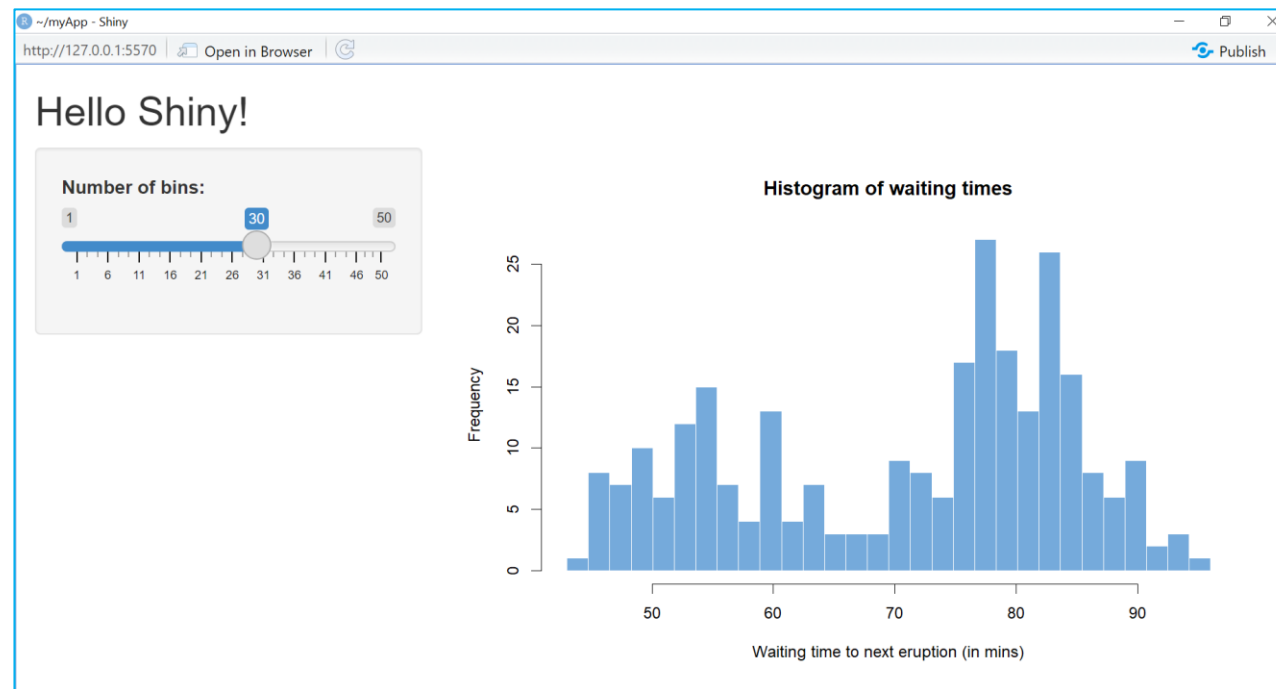 R ~/myApp - Shiny
http://127.0.0.1:5570 Open in Browser Publish
Hello Shiny!
Number of bins:
1 30 50
1 6 11 16 21 26 31 36 41 46 50
Histogram of waiting times
Frequency
25
20
15
10
5
0
50 60 70 80 90
Waiting time to next eruption (in mins)